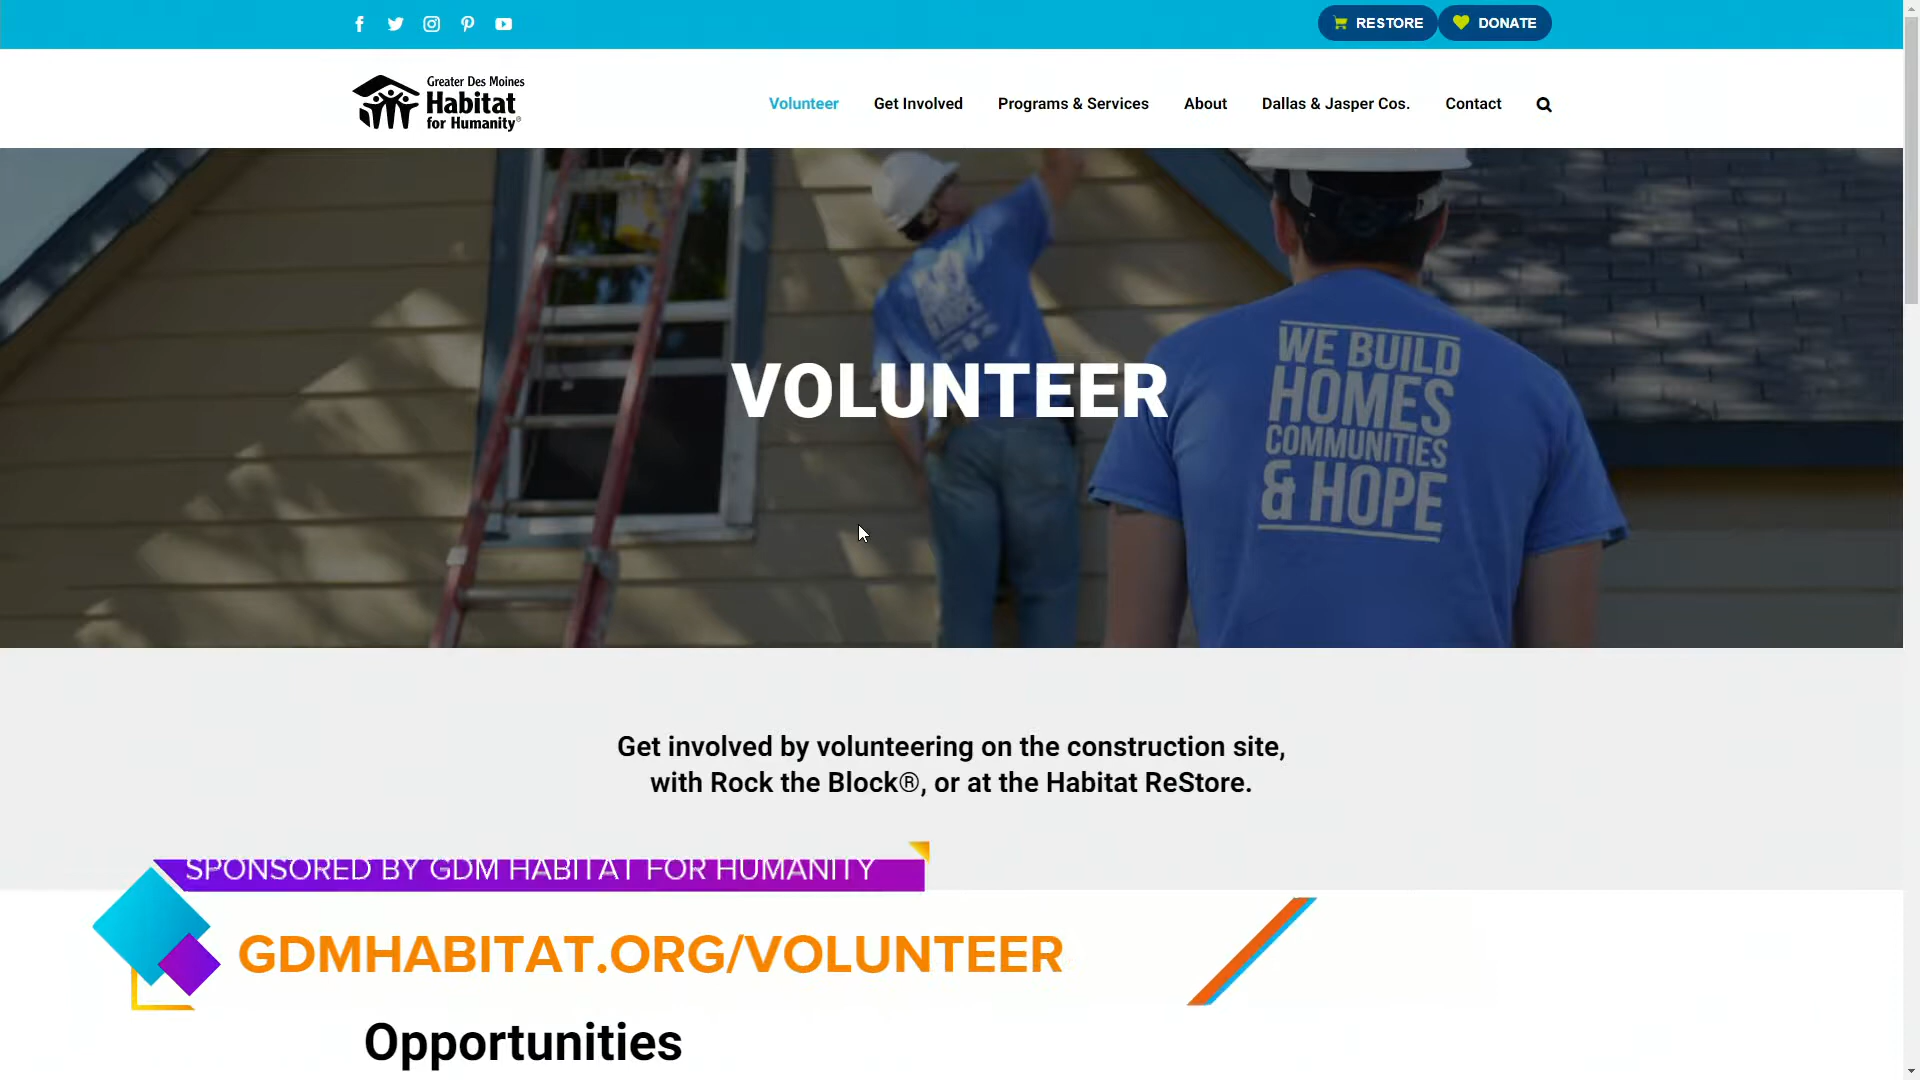 RESTORE
DONATE
Greater Des Moines
Habitat
for Humanity®
Volunteer
Get Involved
Programs & Services
About
Dallas & Jasper Cos.
Contact
VOLUNTEER
WE BUILD
HOMES
COMMUNITIES
& HOPE
Get involved by volunteering on the construction site,
with Rock the Block®, or at the Habitat ReStore.
SPONSORED BY GDM HABITAT FOR HUMANITY
GDMHABITAT.ORG/VOLUNTEER
Opportunities